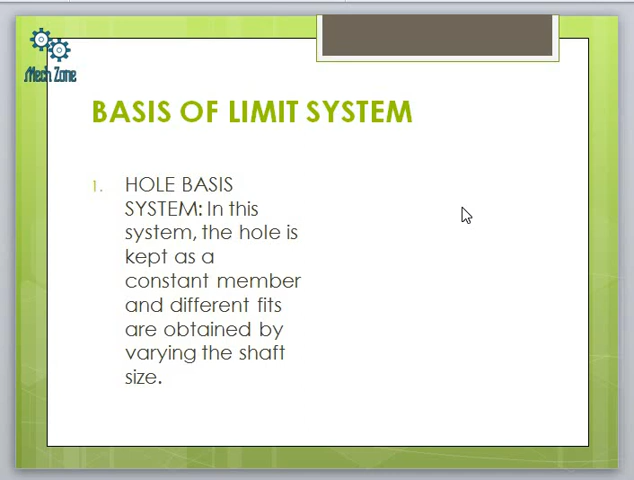 Mech Zone
BASIS OF LIMIT SYSTEM
1. HOLE BASIS
SYSTEM: In this
system, the hole is
kept as a
constant member
and different fits
are obtained by
varying the shaft
size.